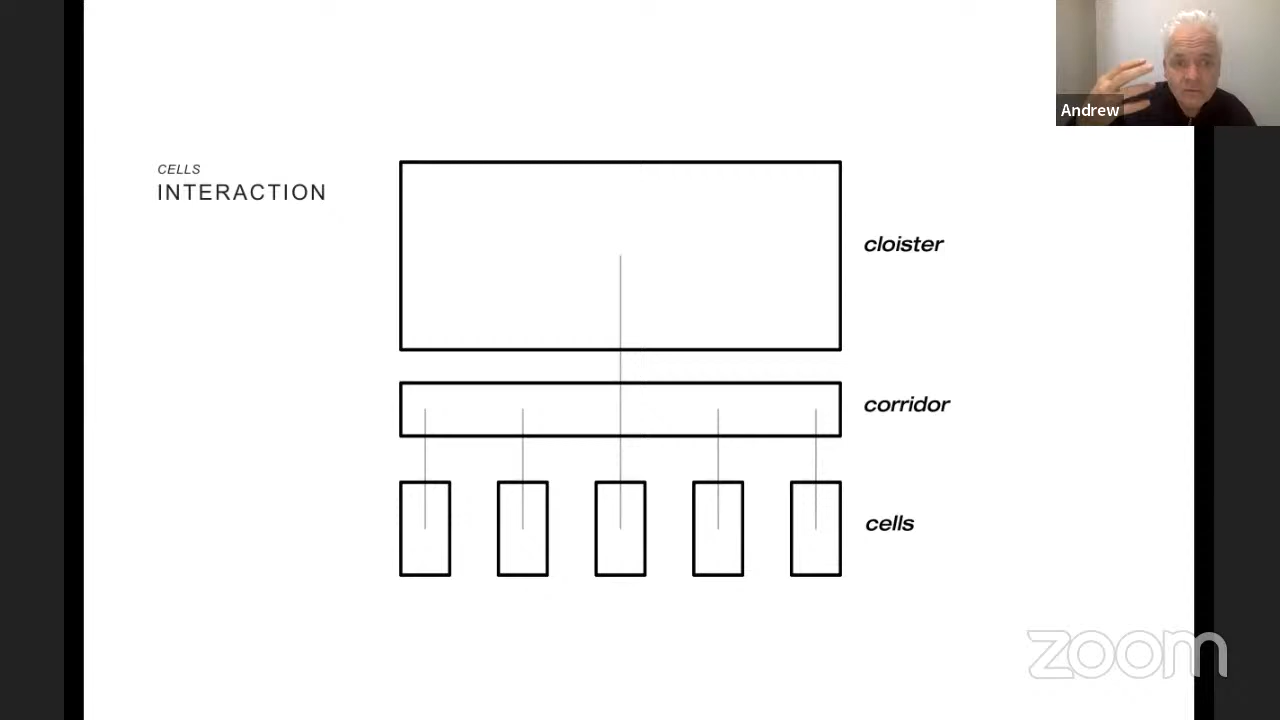 Andrew
CELLS
INTERACTION
cloister
corridor
cells
zoom